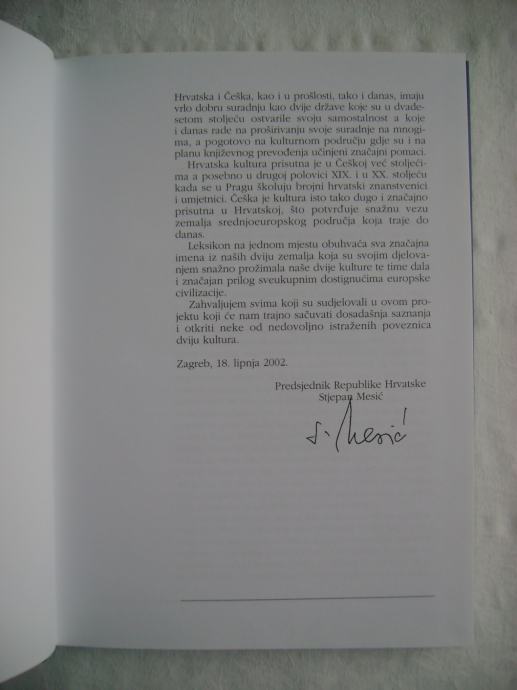 Hrvatska i Češka, kao i u prošlosti, tako i danas, imaju
vrlo dobru suradnju kao dvije države koje su u dvade-
setom stoljeću ostvarile svoju samostalnost a koje
i danas rade na proširivanju svoje suradnje na mnogi-
ma, a pogotovo na kulturnom području gdje su i na
planu književnog prevođenja učinjeni značajni pomaci.
Hrvatska kultura prisutna je u Češkoj već stoljeći-
ma a posebno u drugoj polovici XIX. i u XX. stoljeću
kada se u Pragu školuju brojni hrvatski znanstvenici
i umjetnici. Češka je kultura isto tako dugo i značajno
prisutna u Hrvatskoj, što potvrđuje snažnu vezu
zemalja srednjoeuropskog područja koja traje do
danas.
Leksikon na jednom mjestu obuhvaća sva značajna
imena iz naših dviju zemalja koja su svojim djelova-
njem snažno prožimala naše dvije kulture te time dala
i značajan prilog sveukupnim dostignućima europske
civilizacije.
Zahvaljujem svima koji su sudjelovali u ovom pro-
jektu koji će nam trajno sačuvati dosadašnja saznanja
i otkriti neke od nedovoljno istraženih poveznica
dviju kultura.
Zagreb, 18. lipnja 2002.
Predsjednik Republike Hrvatske
Stjepan Mesić
S. Mesić